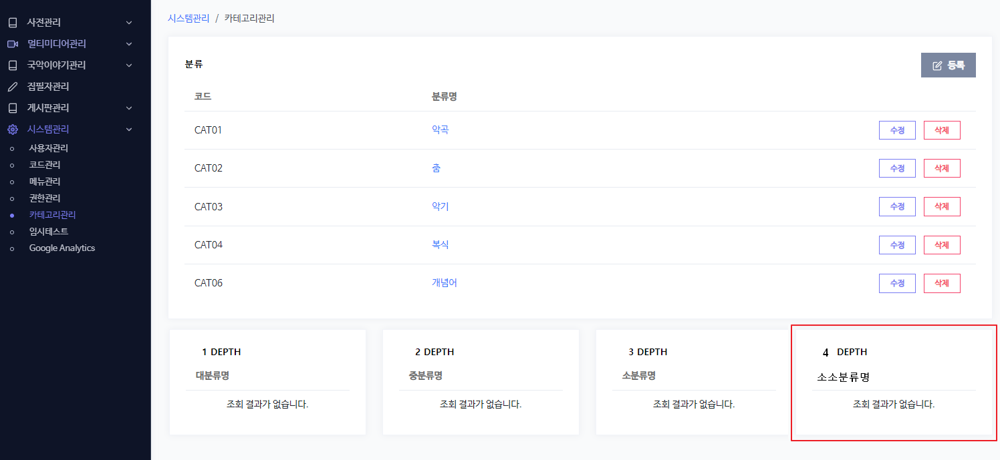 사전관리
멀티미디어관리
국악이야기관리
집필자관리
게시판관리
시스템관리
사용자관리
코드관리
메뉴관리
권한관리
카테고리관리
임시테스트
Google Analytics
시스템관리 / 카테고리관리
분류
등록
코드 분류명
CAT01 악곡 수정 삭제
CAT02 춤 수정 삭제
CAT03 악기 수정 삭제
CAT04 복식 수정 삭제
CAT06 개념어 수정 삭제
1 DEPTH
대분류명
조회 결과가 없습니다.
2 DEPTH
중분류명
조회 결과가 없습니다.
3 DEPTH
소분류명
조회 결과가 없습니다.
4 DEPTH
소소분류명
조회 결과가 없습니다.